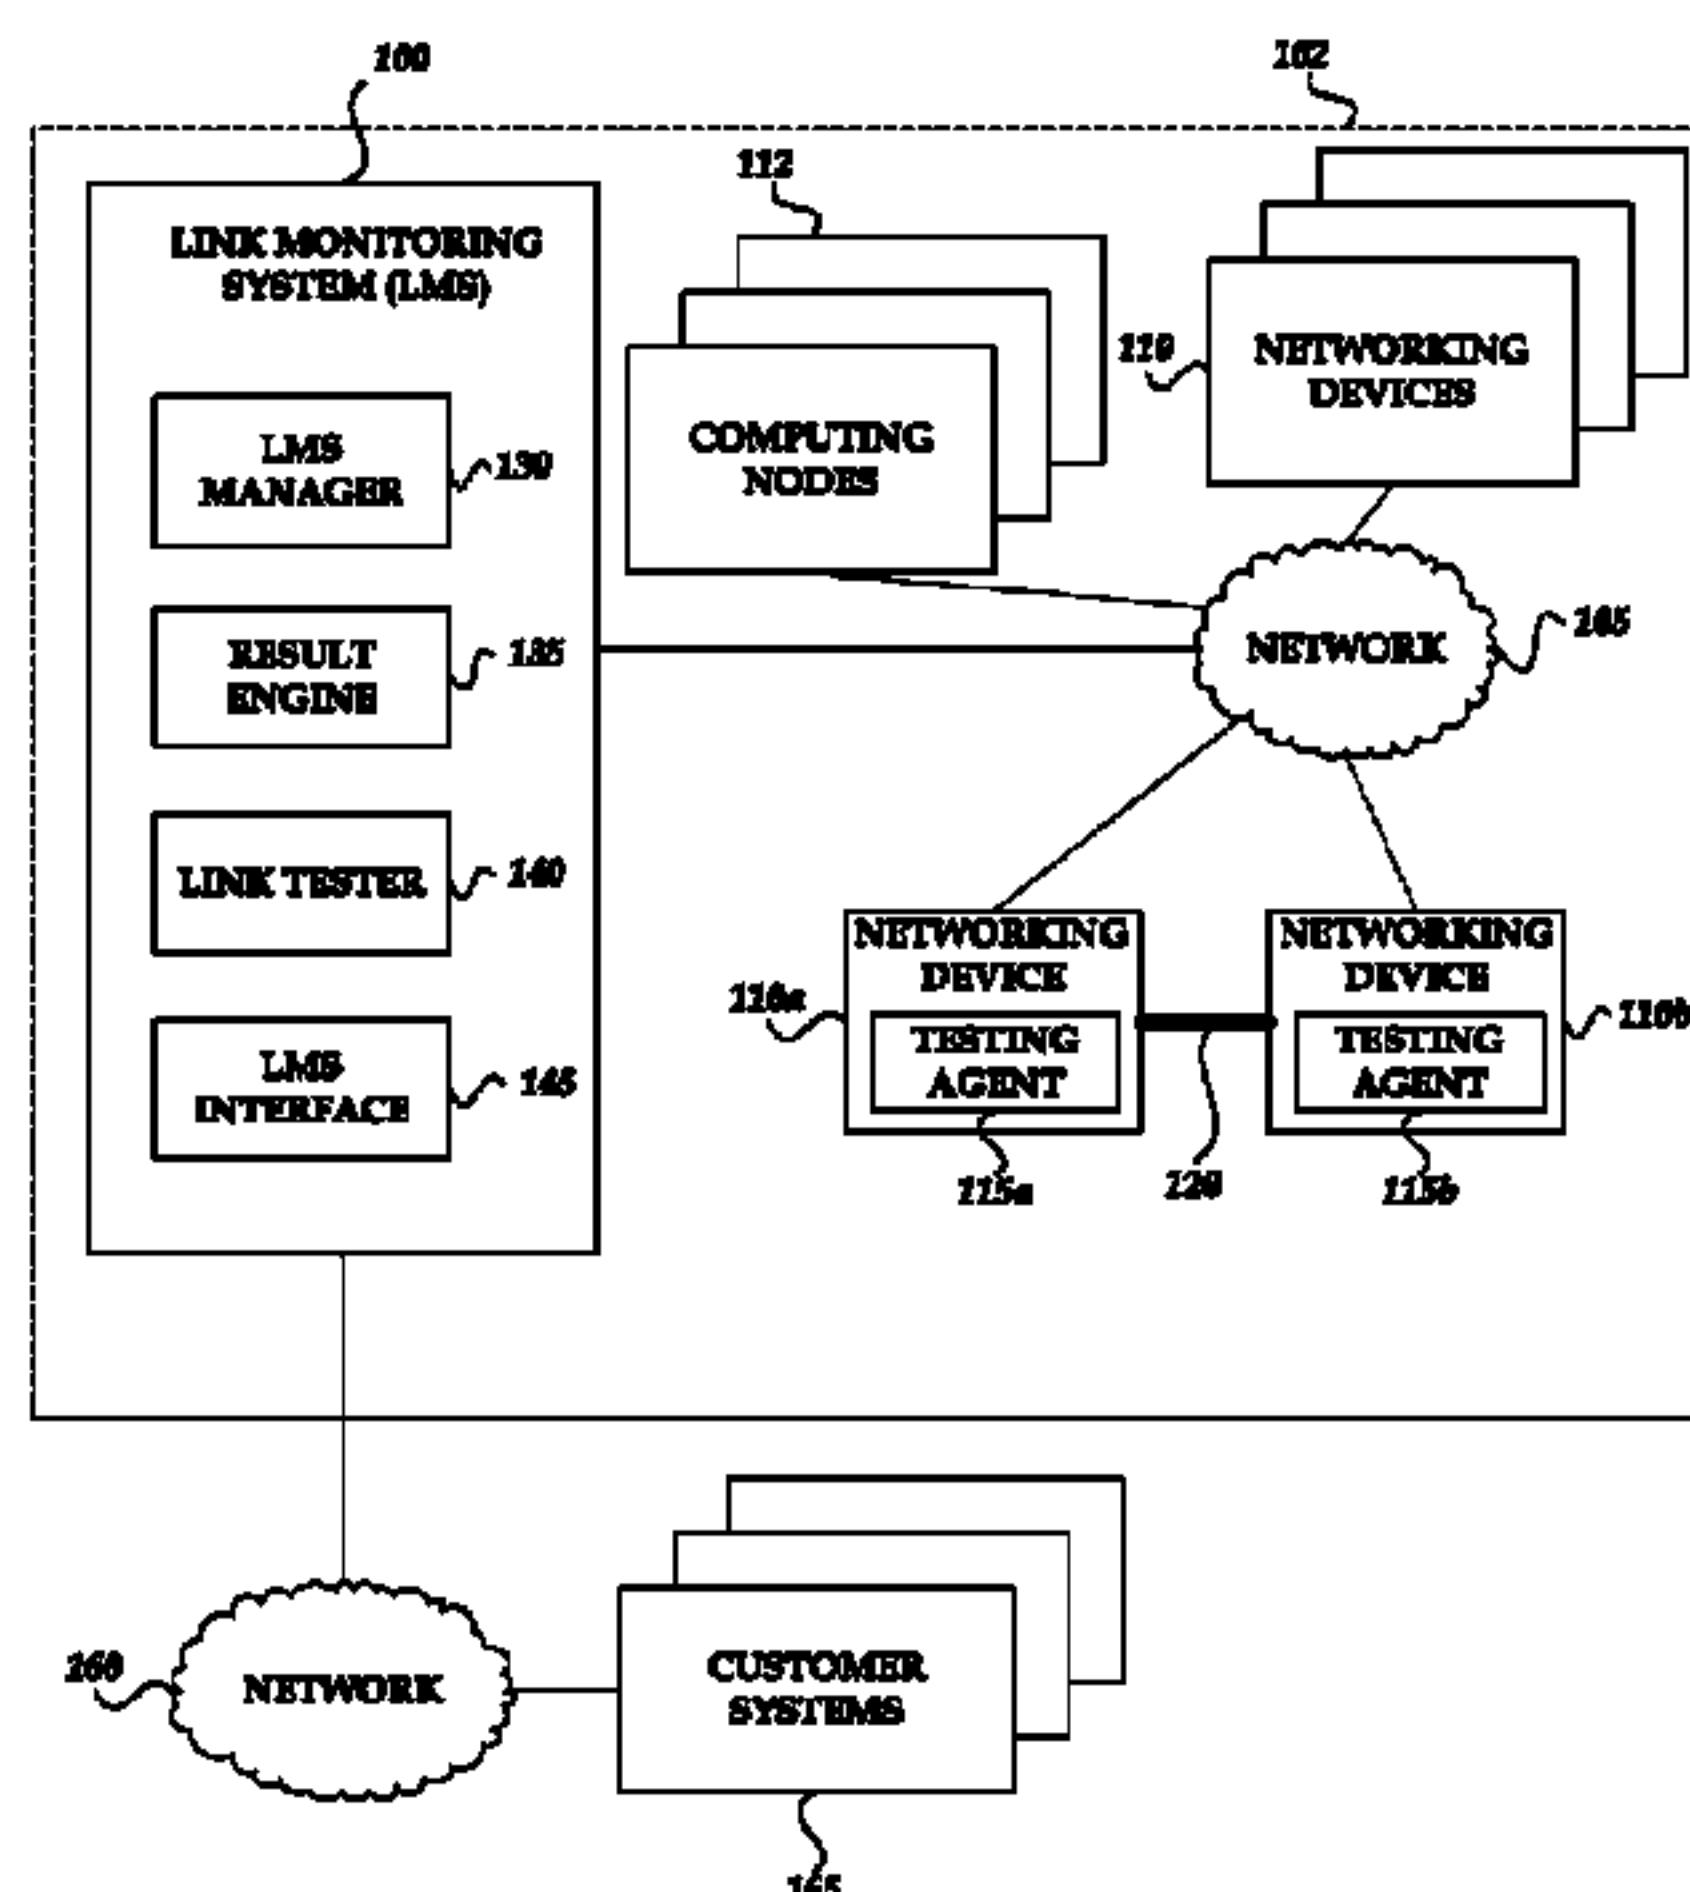 100
102
LINK MONITORING
SYSTEM (LMS)
112
110
NETWORKING
DEVICES
COMPUTING
NODES
LMS
MANAGER
130
RESULT
ENGINE
135
NETWORK
LINK TESTER
140
NETWORKING
DEVICE
110a
TESTING
AGENT
115a
120
NETWORKING
DEVICE
110b
TESTING
AGENT
115b
LMS
INTERFACE
145
NETWORK
CUSTOMER
SYSTEMS